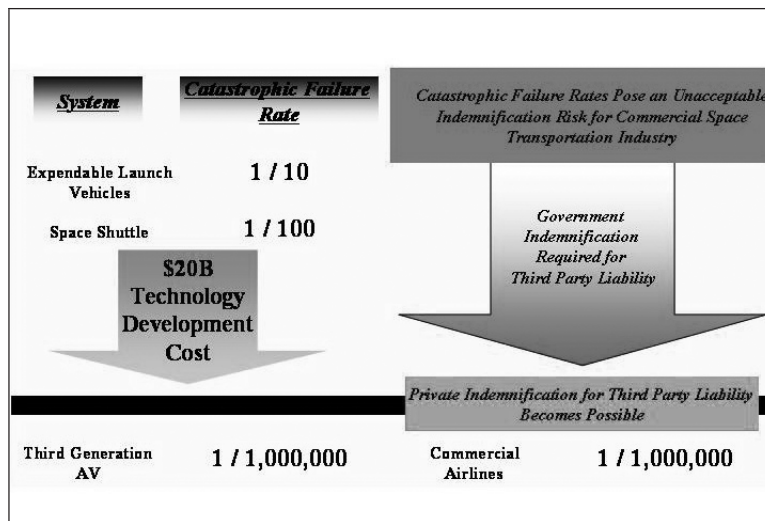 System
Catastrophic Failure
Rate
Expendable Launch
Vehicles
1 / 10
Space Shuttle
1 / 100
$20B
Technology
Development
Cost
Catastrophic Failure Rates Pose an Unacceptable
Indemnification Risk for Commercial Space
Transportation Industry
Government
Indemnification
Required for
Third Party Liability
Private Indemnification for Third Party Liability
Becomes Possible
Third Generation
AV
1 / 1,000,000
Commercial
Airlines
1 / 1,000,000